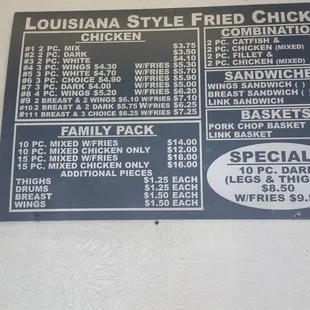 LOUISIANA STYLE FRIED CHICK
CHICKEN
#1 2 PC. MIX $3.75
#2 2 PC. DARK $3.50
#3 2 PC. WHITE $4.10
#4 3 PC. WINGS $4.30 W/FRIES $5.30
#5 3 PC. WHITE $4.70 W/FRIES $5.70
#6 3 PC. CHOICE $4.90 W/FRIES $5.90
#7 3 PC. DARK $4.00 W/FRIES
#8 4 PC. WINGS $5.20 W/FRIES
#9 2 BREAST & 2 WINGS $6.10 W/FRIES $7.10
#10 2 BREAST & 2 DARK $5.75 W/FRIES
#11 1 BREAST & 3 CHOICE $6.25 W/FRIES $7.25
FAMILY PACK
10 PC. MIXED W/FRIES $14.00
10 PC. MIXED CHICKEN ONLY $12.00
15 PC. MIXED W/FRIES $18.00
15 PC. MIXED CHICKEN ONLY $16.00
ADDITIONAL PIECES
THIGHS $1.25 EACH
DRUMS $1.25 EACH
BREAST $1.50 EACH
WINGS $1.50 EACH
COMBINATIO
2 PC. CATFISH &
2 PC. CHICKEN (MIXED)
2 PC. FILLET &
2 PC. CHICKEN (MIXED)
SANDWICHE
WINGS SANDWICH ( )
BREAST SANDWICH ( )
LINK SANDWICH
BASKETS
PORK CHOP BASKET
LINK BASKET
SPECIAL
10 PC. DARK
(LEGS & THIG
$8.50
W/FRIES $9.5